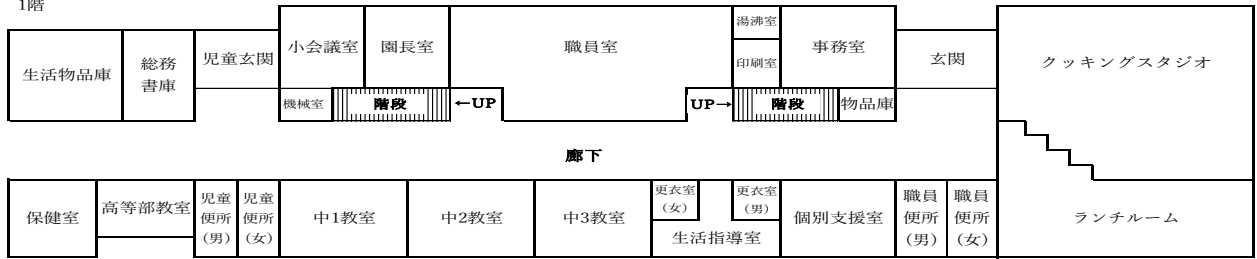 1階
生活物品庫
総務
書庫
児童玄関
小会議室
園長室
職員室
湯沸室
印刷室
事務室
玄関
クッキングスタジオ
機械室
階段
←UP
UP→
階段
物品庫
廊下
保健室
高等部教室
児童
便所
(男)
児童
便所
(女)
中1教室
中2教室
中3教室
更衣室
(女)
更衣室
(男)
生活指導室
個別支援室
職員
便所
(男)
職員
便所
(女)
ランチルーム